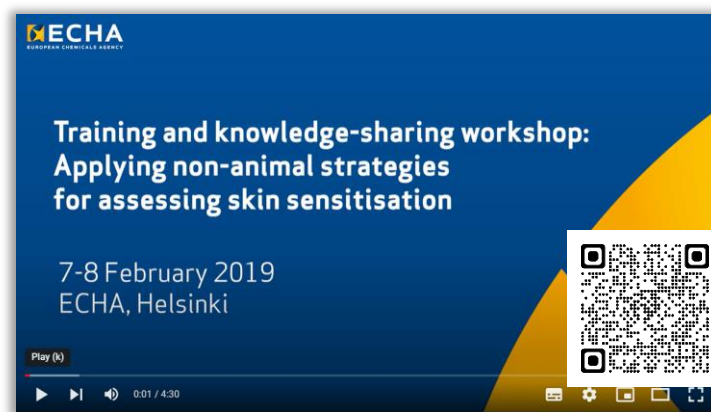 ECHA
EUROPEAN CHEMICALS AGENCY
Training and knowledge-sharing workshop:
Applying non-animal strategies
for assessing skin sensitisation
7-8 February 2019
ECHA, Helsinki
Play (k)
0:01 / 4:30